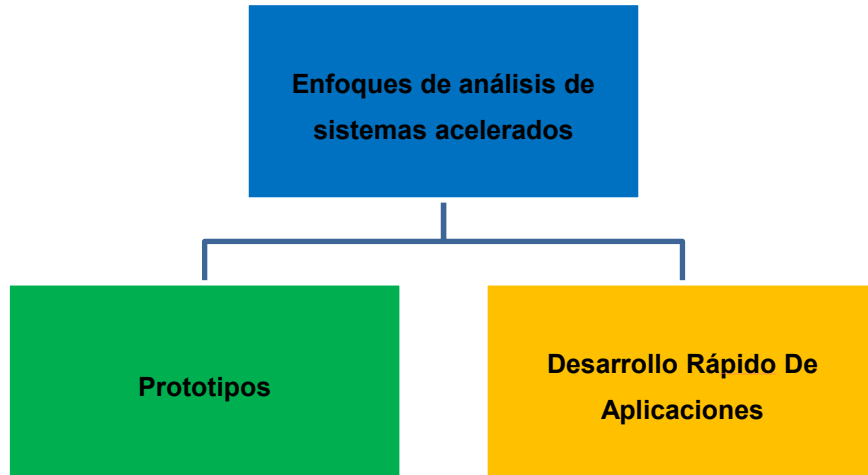 Enfoques de análisis de
sistemas acelerados
Prototipos
Desarrollo Rápido De
Aplicaciones